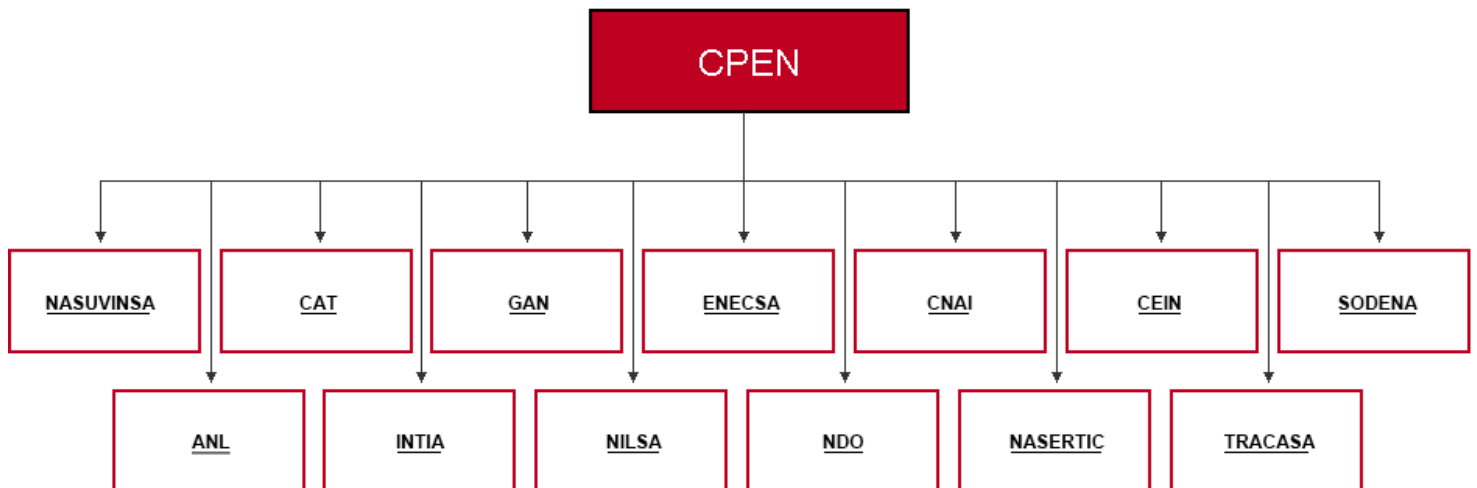 CPEN
NASUVINSA
CAT
GAN
ENECSA
CNAI
CEIN
SODENA
ANL
INTIA
NILSA
NDO
NASERTIC
TRACASA